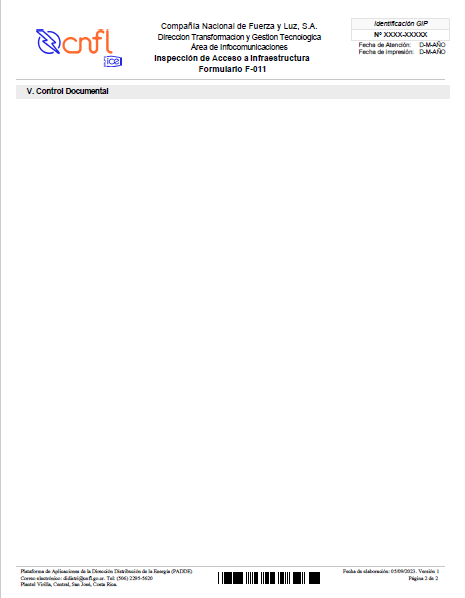 cnfl
ice
Compañía Nacional de Fuerza y Luz, S.A.
Direccion Transformacion y Gestion Tecnologica
Área de Infocomunicaciones
Inspección de Acceso a Infraestructura
Formulario F-011
Identificación GIP
Nº XXXX-XXXXX
Fecha de Atención: D-M-AÑO
Fecha de Impresión: D-M-AÑO
V. Control Documental
Plataforma de Aplicaciones de la Dirección Distribución de la Energía (PADDE)
Correo electrónico: didistri@cnfl.go.cr. Tel: (506) 2295-5620
Plantel Virilla, Central, San José, Costa Rica.
Fecha de elaboración: 05/09/2023. Versión 1
Página 2 de 2